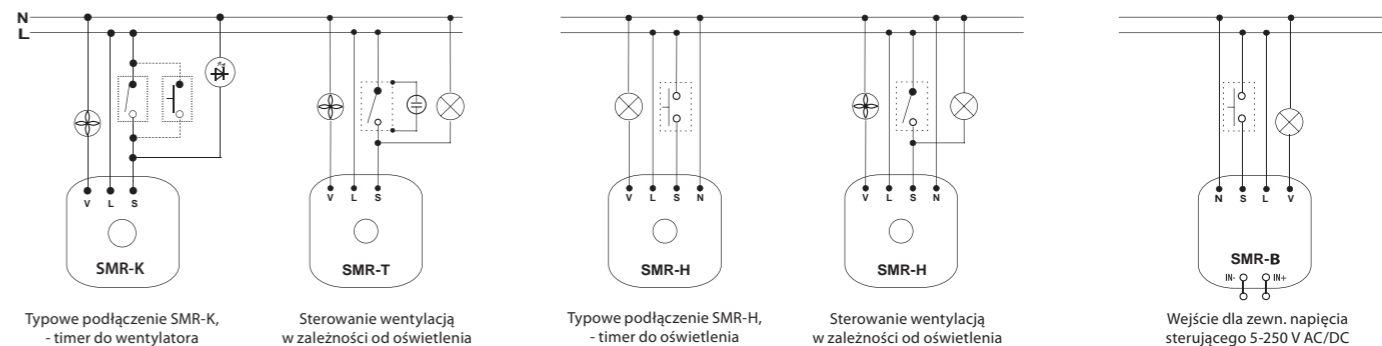 N
L
V L S
SMR-K
Typowe podłączenie SMR-K,
- timer do wentylatora
V L S
SMR-T
Sterowanie wentylacją
w zależności od oświetlenia
V L S N
SMR-H
Typowe podłączenie SMR-H,
- timer do oświetlenia
V L S N
SMR-H
Sterowanie wentylacją
w zależności od oświetlenia
N S L V
SMR-B
IN- IN+
Wejście dla zewn. napięcia
sterującego 5-250 V AC/DC